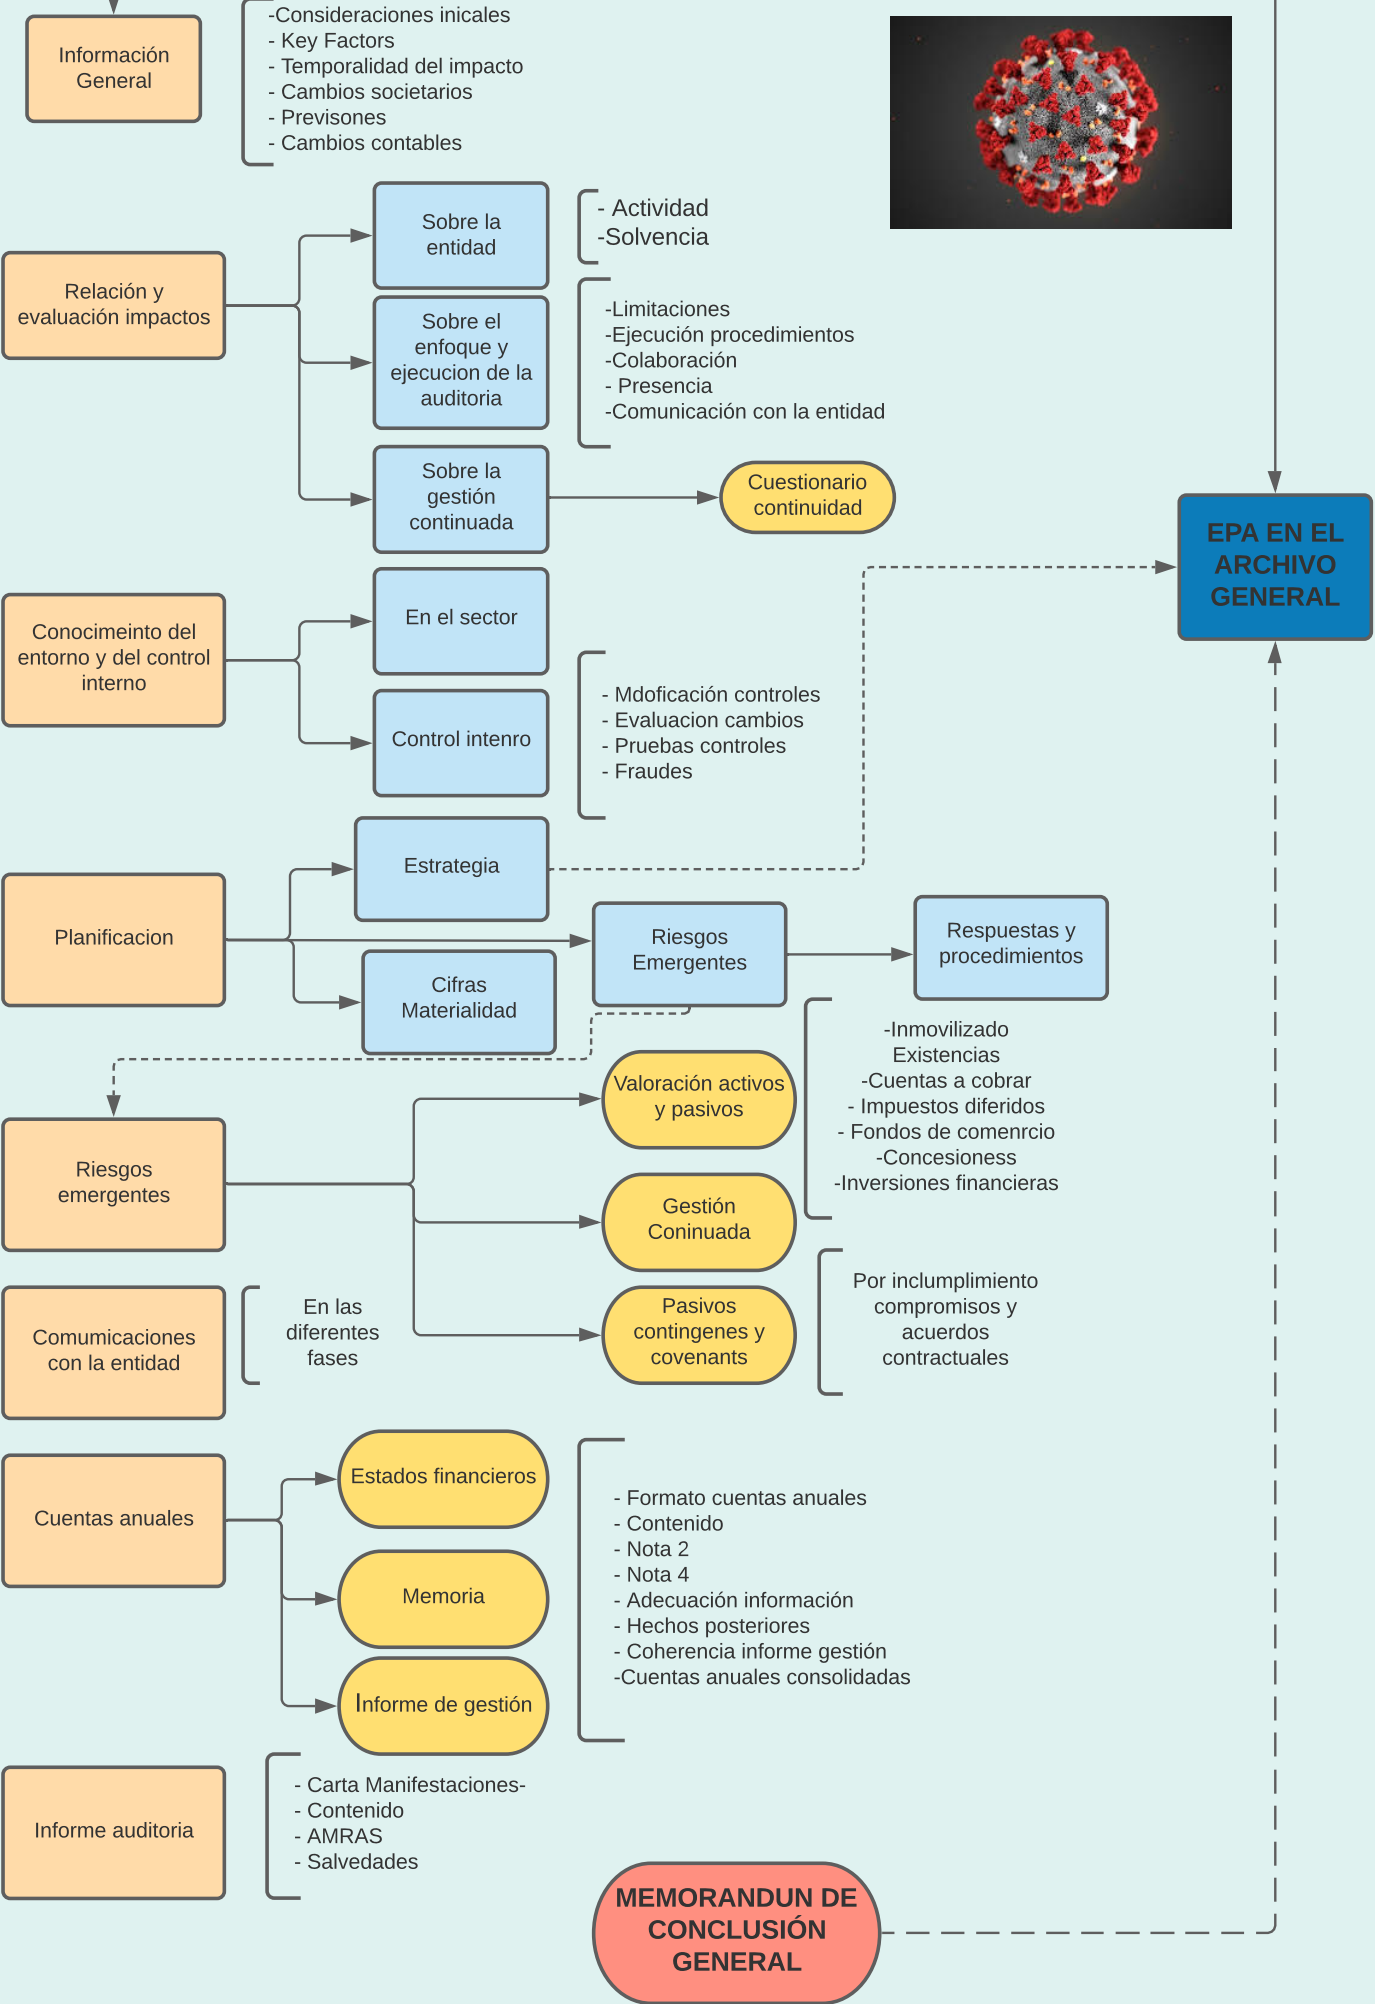 Información
General
-Consideraciones inicales
- Key Factors
- Temporalidad del impacto
- Cambios societarios
- Previsones
- Cambios contables
Relación y
evaluación impactos
Sobre la
entidad
- Actividad
-Solvencia
Sobre el
enfoque y
ejecucion de la
auditoria
-Limitaciones
-Ejecución procedimientos
-Colaboración
- Presencia
-Comunicación con la entidad
Sobre la
gestión
continuada
Cuestionario
continuidad
EPA EN EL
ARCHIVO
GENERAL
Conocimeinto del
entorno y del control
interno
En el sector
Control intenro
- Mdoficación controles
- Evaluacion cambios
- Pruebas controles
- Fraudes
Planificacion
Estrategia
Cifras
Materialidad
Riesgos
Emergentes
Respuestas y
procedimientos
Riesgos
emergentes
Valoración activos
y pasivos
-Inmovilizado
Existencias
-Cuentas a cobrar
- Impuestos diferidos
- Fondos de comenrcio
-Concesioness
-Inversiones financieras
Gestión
Coninuada
Pasivos
contingenes y
covenants
Por inclumplimiento
compromisos y
acuerdos
contractuales
Comumicaciones
con la entidad
En las
diferentes
fases
Cuentas anuales
Estados financieros
Memoria
Informe de gestión
- Formato cuentas anuales
- Contenido
- Nota 2
- Nota 4
- Adecuación información
- Hechos posteriores
- Coherencia informe gestión
-Cuentas anuales consolidadas
Informe auditoria
- Carta Manifestaciones-
- Contenido
- AMRAS
- Salvedades
MEMORANDUN DE
CONCLUSIÓN
GENERAL